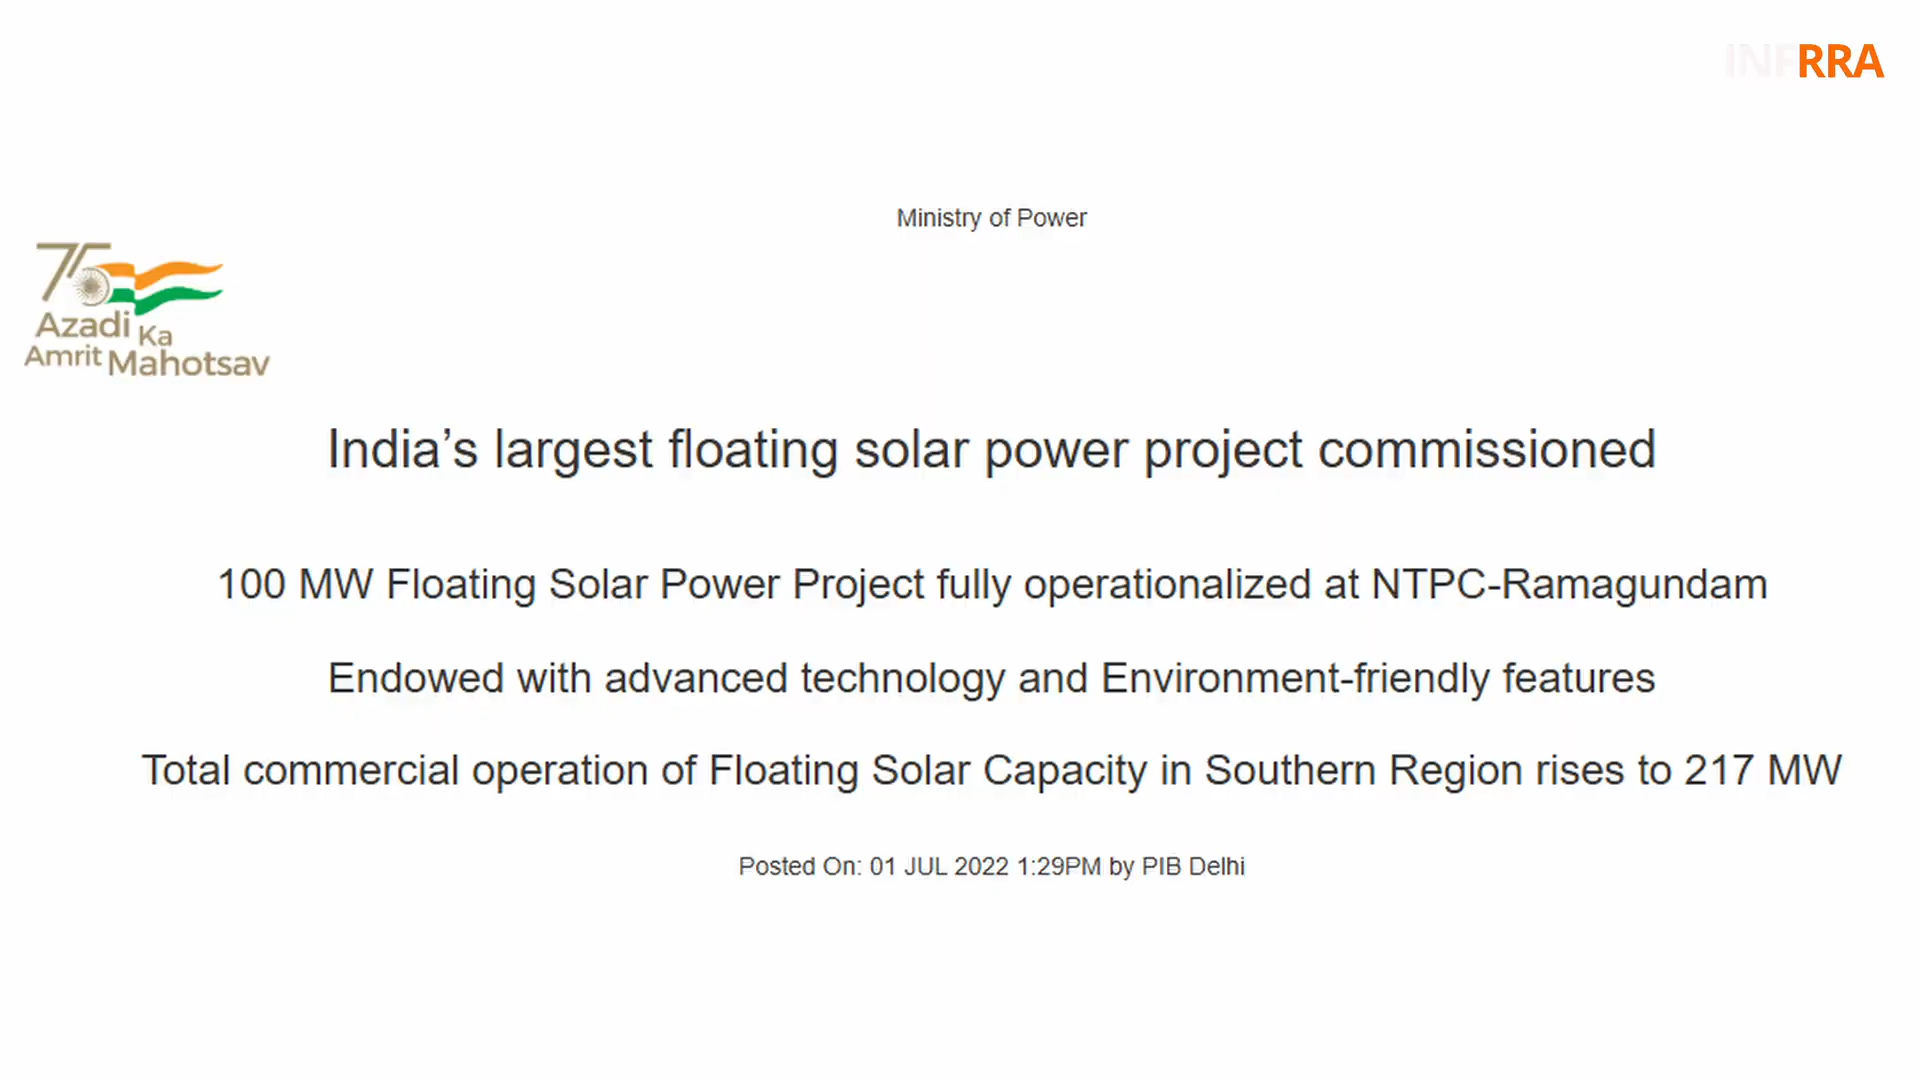 INFRRA
Ministry of Power
75
Azadi Ka
Amrit Mahotsav
India’s largest floating solar power project commissioned
100 MW Floating Solar Power Project fully operationalized at NTPC-Ramagundam
Endowed with advanced technology and Environment-friendly features
Total commercial operation of Floating Solar Capacity in Southern Region rises to 217 MW
Posted On: 01 JUL 2022 1:29PM by PIB Delhi